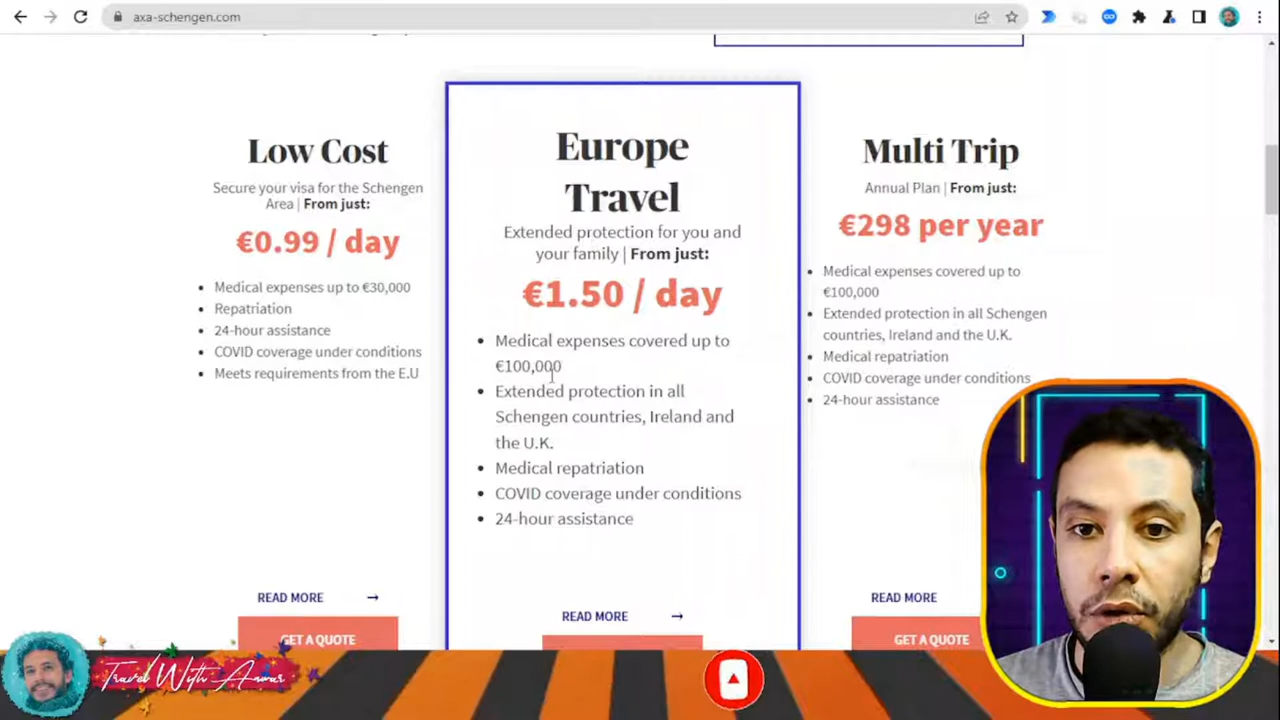 axa-schengen.com
Low Cost
Secure your visa for the Schengen
Area | From just:
€0.99 / day
Medical expenses up to €30,000
Repatriation
24-hour assistance
COVID coverage under conditions
Meets requirements from the E.U
READ MORE →
GET A QUOTE
Europe
Travel
Extended protection for you and
your family | From just:
€1.50 / day
Medical expenses covered up to
€100,000
Extended protection in all
Schengen countries, Ireland and
the U.K.
Medical repatriation
COVID coverage under conditions
24-hour assistance
READ MORE →
Multi Trip
Annual Plan | From just:
€298 per year
Medical expenses covered up to
€100,000
Extended protection in all Schengen
countries, Ireland and the U.K.
Medical repatriation
COVID coverage under conditions
24-hour assistance
READ MORE
GET A QUOTE
Travel With Anwar